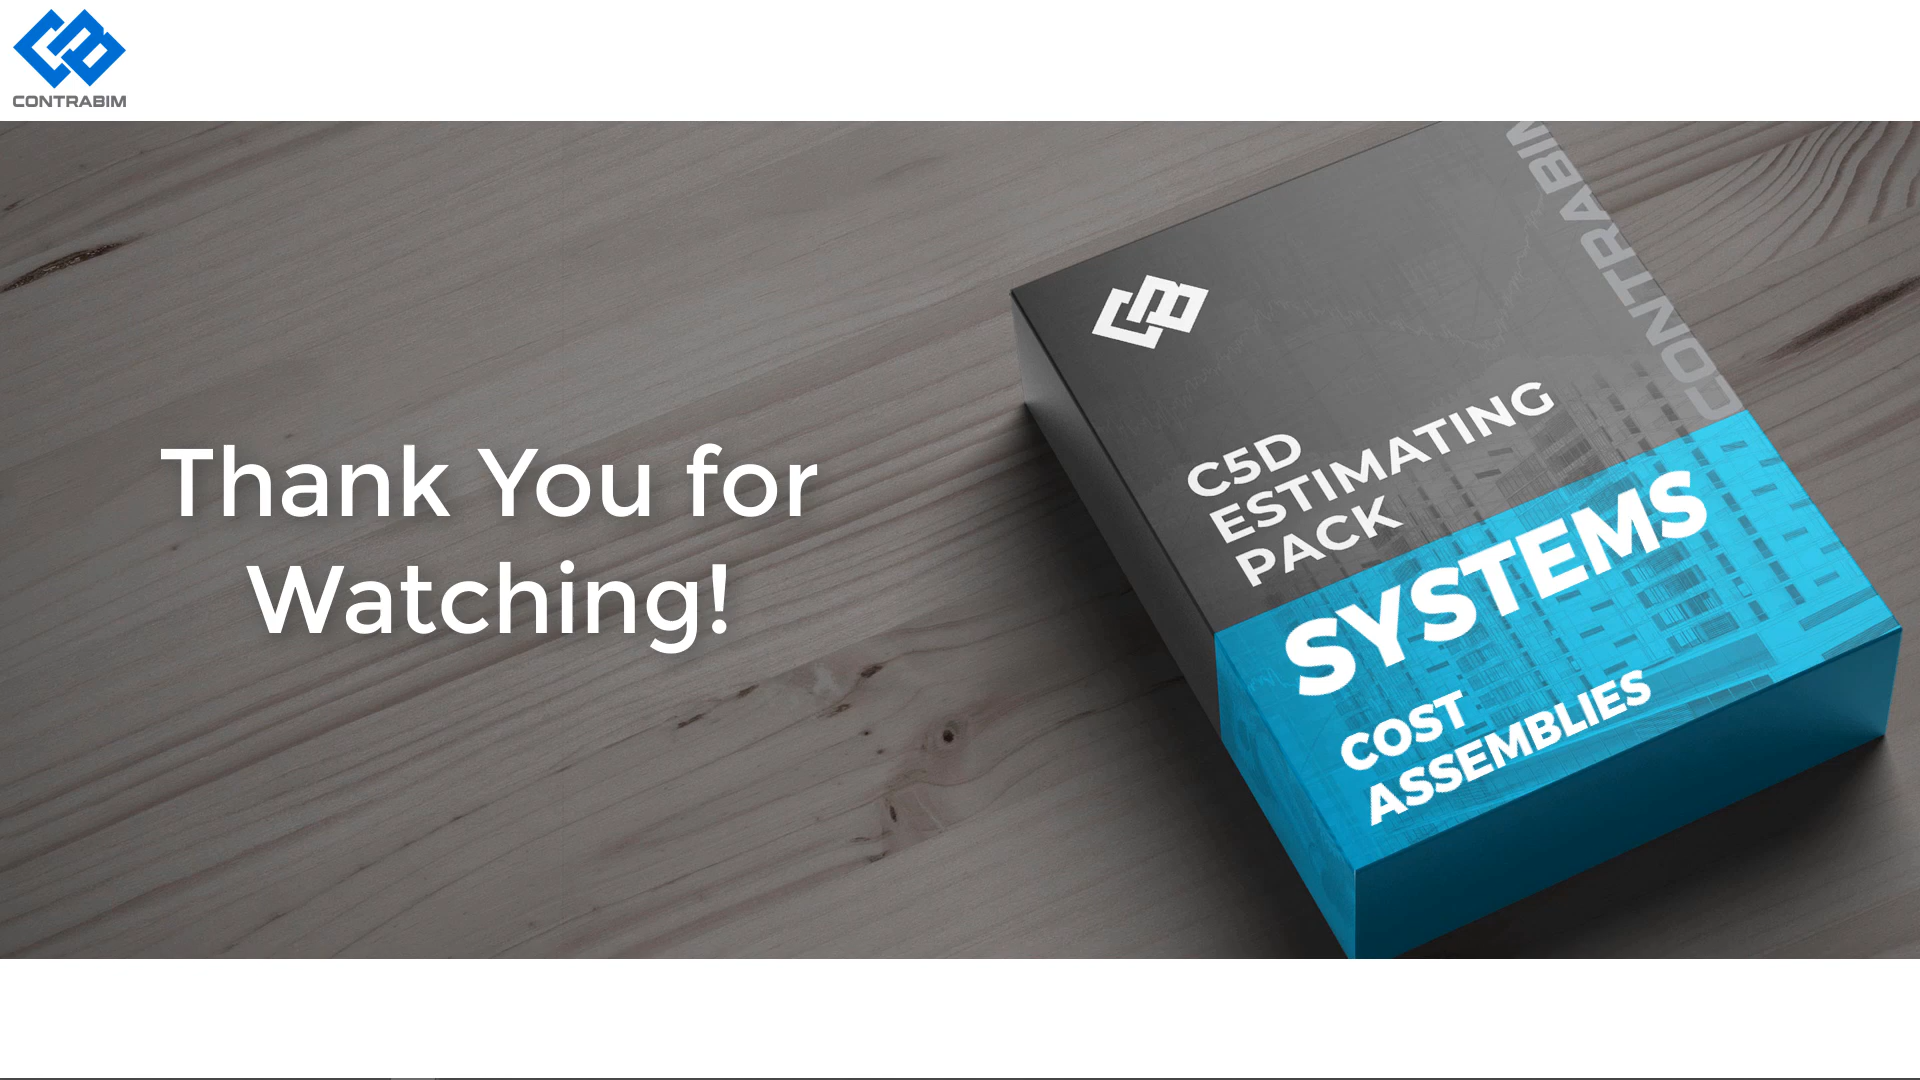 CONTRABIM
CONTRABIM
Thank You for
Watching!
C5D
ESTIMATING
PACK
SYSTEMS
COST
ASSEMBLIES